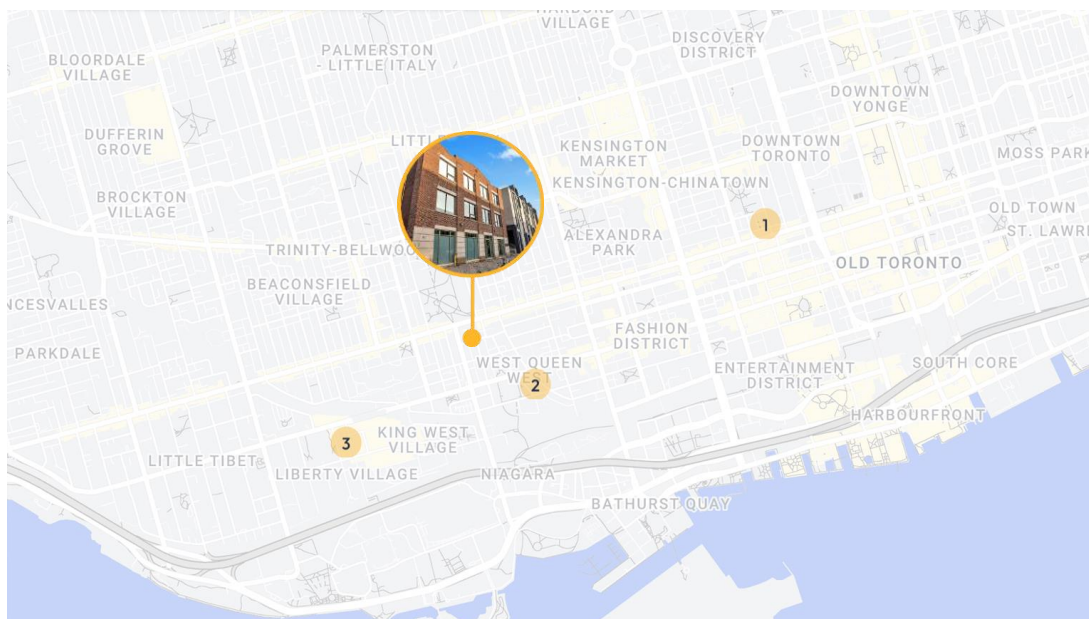 HARBORD
VILLAGE
DISCOVERY
DISTRICT
BLOORDALE
VILLAGE
PALMERSTON
- LITTLE ITALY
DOWNTOWN
YONGE
DUFFERIN
GROVE
KENSINGTON
MARKET
DOWNTOWN
TORONTO
MOSS PARK
KENSINGTON-CHINATOWN
BROCKTON
VILLAGE
OLD TOWN
ST. LAWR
1
ALEXANDRA
PARK
TRINITY-BELLWOO
OLD TORONTO
BEACONSFIELD
VILLAGE
NCESVALLES
FASHION
DISTRICT
PARKDALE
WEST QUEEN
WEST
2
ENTERTAINMENT
DISTRICT
SOUTH CORE
HARBOURFRONT
KING WEST
VILLAGE
3
LITTLE TIBET
LIBERTY VILLAGE
NIAGARA
BATHURST QUAY